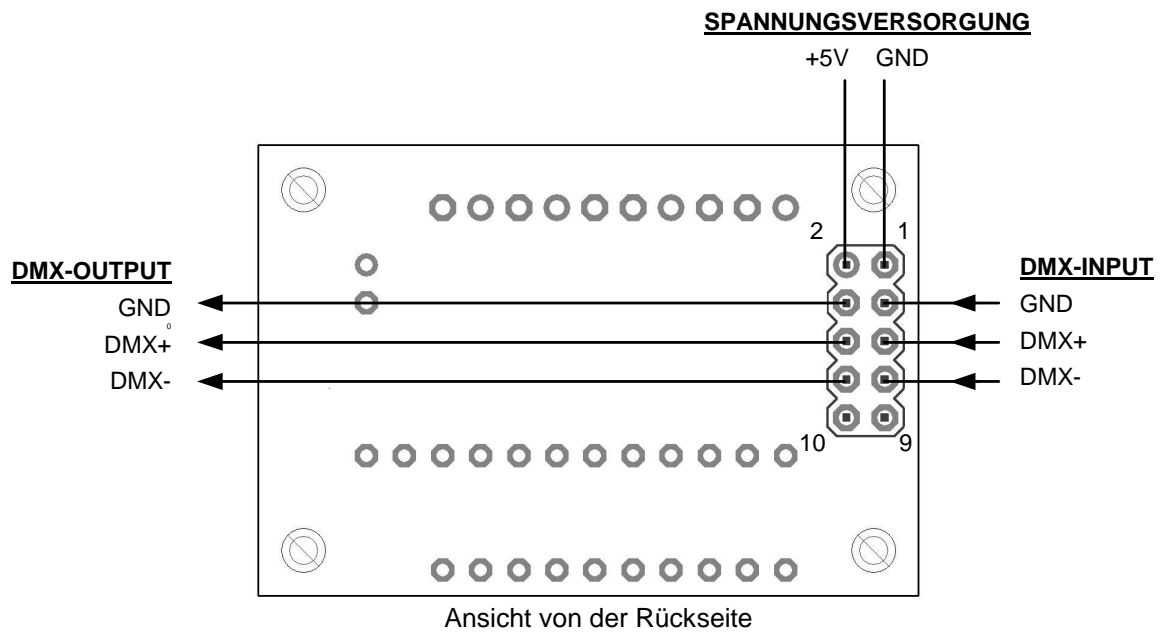 SPANNUNGSVERSORGUNG
+5V GND
2 1
DMX-OUTPUT
GND
0
DMX+
DMX-
DMX-INPUT
GND
DMX+
DMX-
10 9
Ansicht von der Rückseite